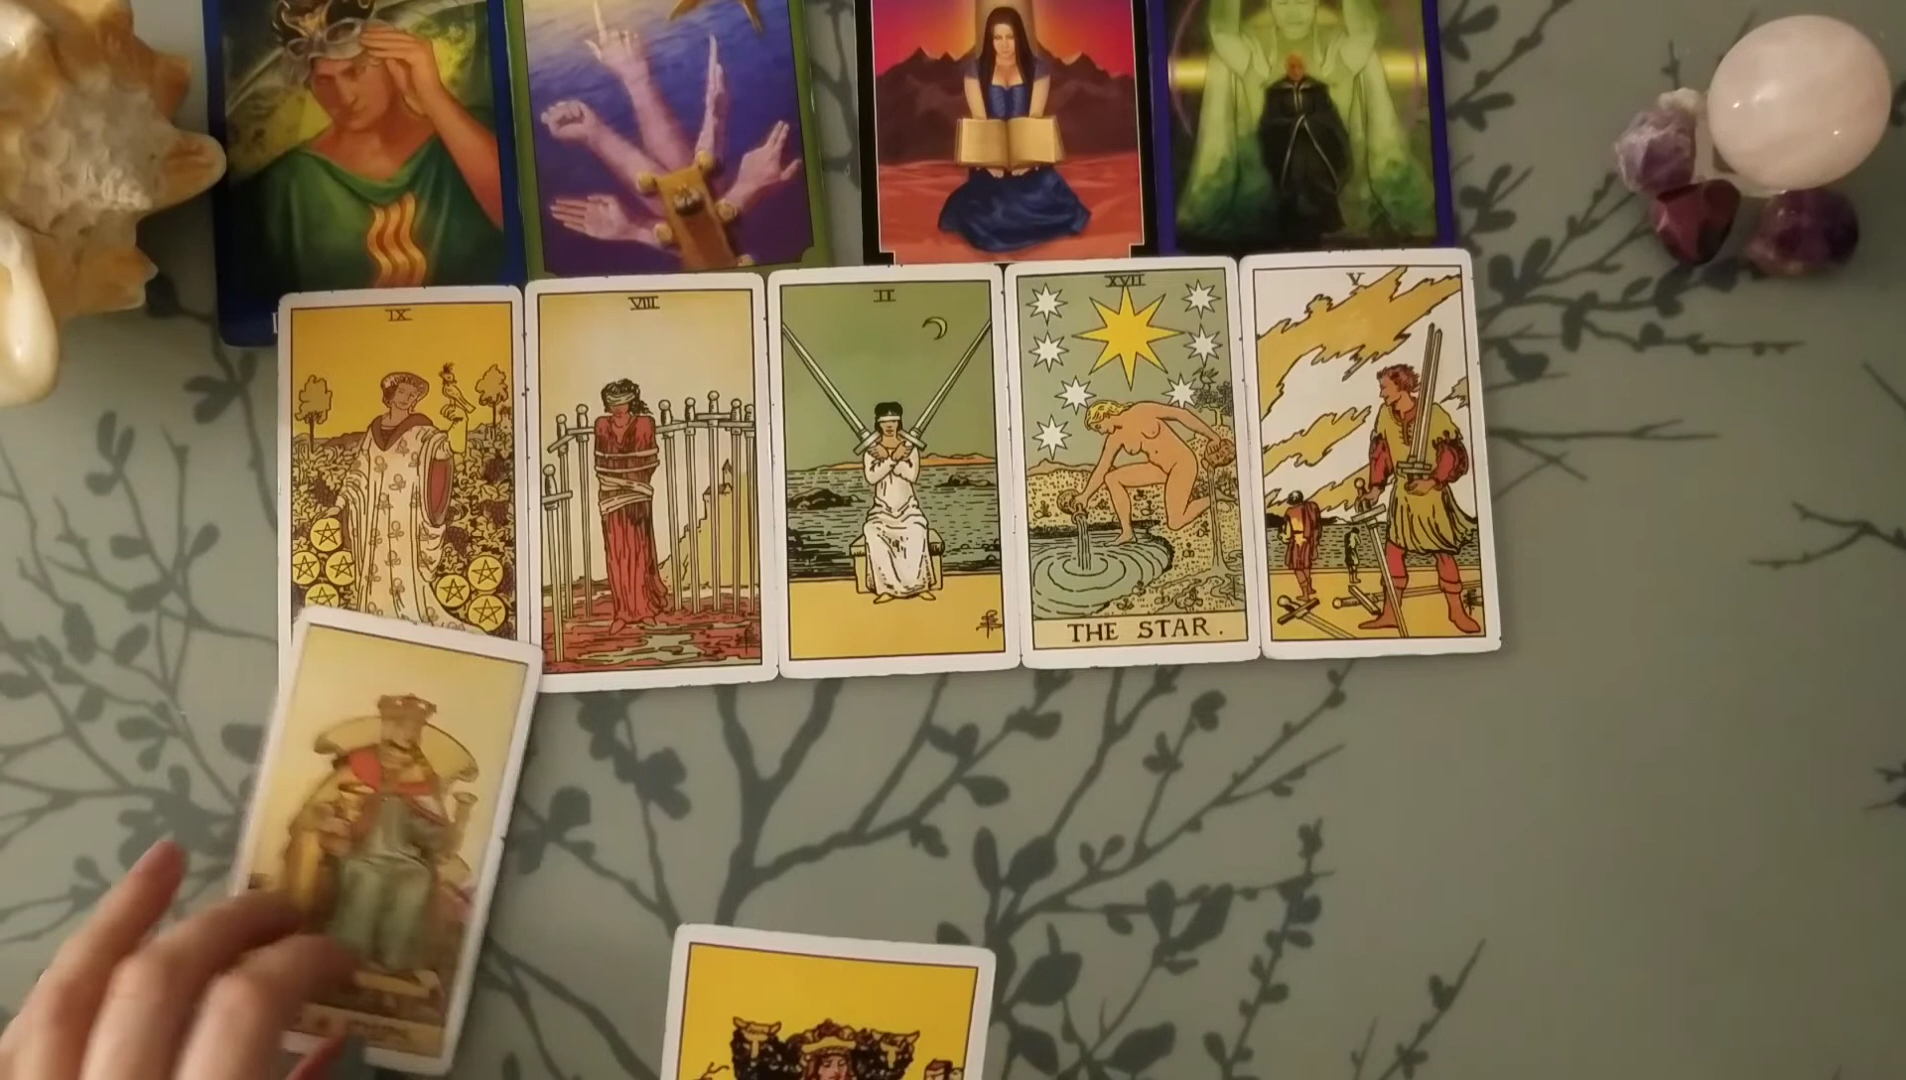 IX
VIII
II
XVII
V
THE STAR.